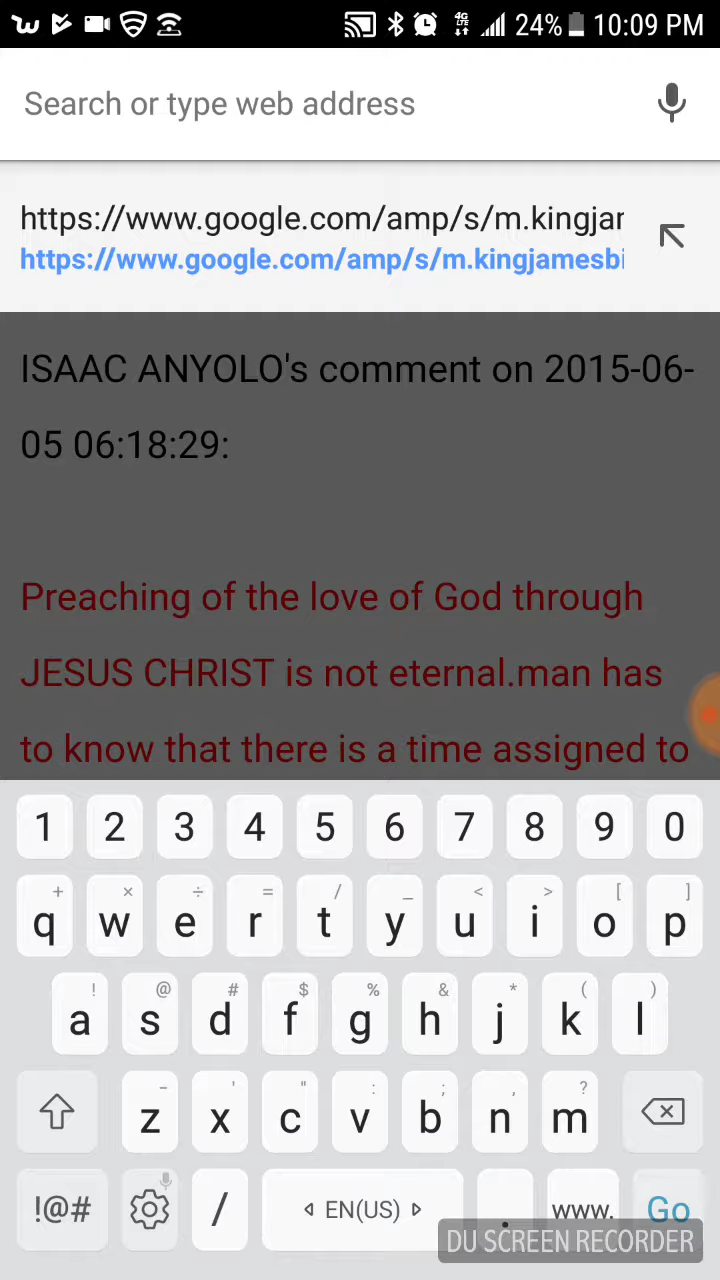 24% 10:09 PM
Search or type web address
https://www.google.com/amp/s/m.kingjar
https://www.google.com/amp/s/m.kingjamesbi
ISAAC ANYOLO's comment on 2015-06-
05 06:18:29:
Preaching of the love of God through
JESUS CHRIST is not eternal.man has
to know that there is a time assigned to
1 2 3 4 5 6 7 8 9 0
+ × ÷ = / _ < > [ ]
q w e r t y u i o p
! @ # $ % & * ( )
a s d f g h j k l
- ' " : ; , ?
z x c v b n m
!@# / EN(US) . www. Go
DU SCREEN RECORDER